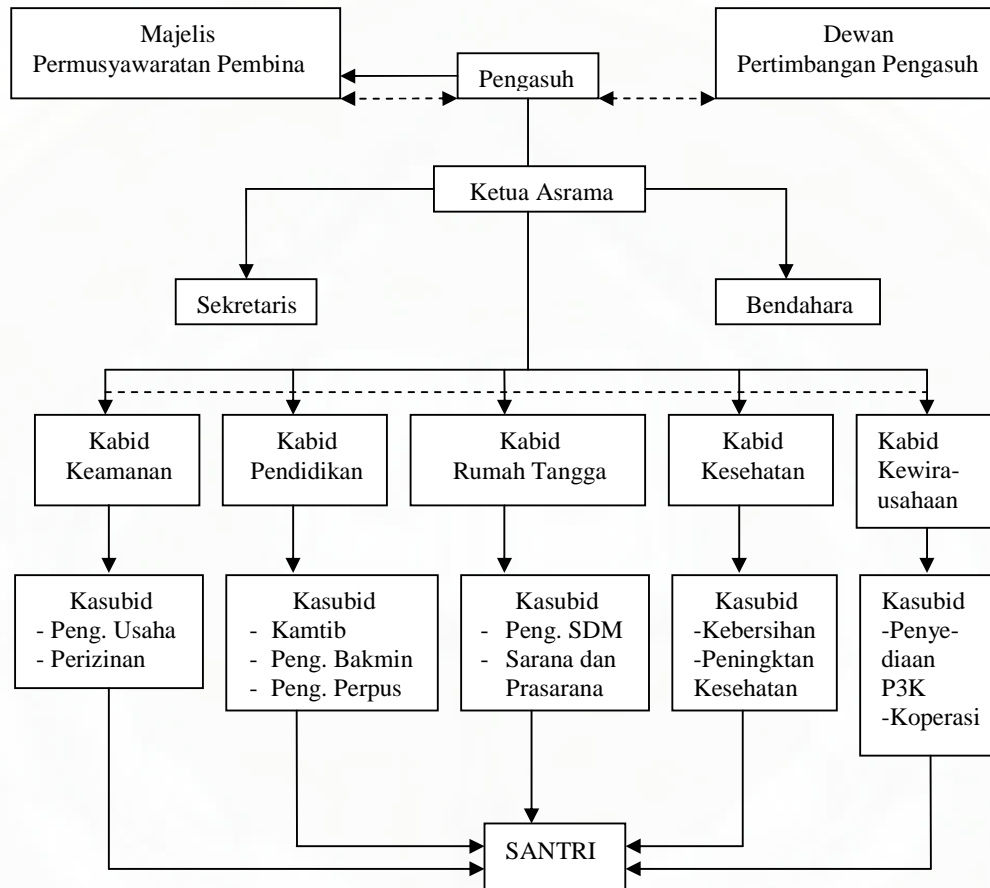 Majelis
Permusyawaratan Pembina
Dewan
Pertimbangan Pengasuh
Pengasuh
Ketua Asrama
Sekretaris
Bendahara
Kabid
Keamanan
Kabid
Pendidikan
Kabid
Rumah Tangga
Kabid
Kesehatan
Kabid
Kewira-
usahaan
Kasubid
- Peng. Usaha
- Perizinan
Kasubid
- Kamtib
- Peng. Bakmin
- Peng. Perpus
Kasubid
- Peng. SDM
- Sarana dan
Prasarana
Kasubid
-Kebersihan
-Peningktan
Kesehatan
Kasubid
-Penye-
diaan
P3K
-Koperasi
SANTRI